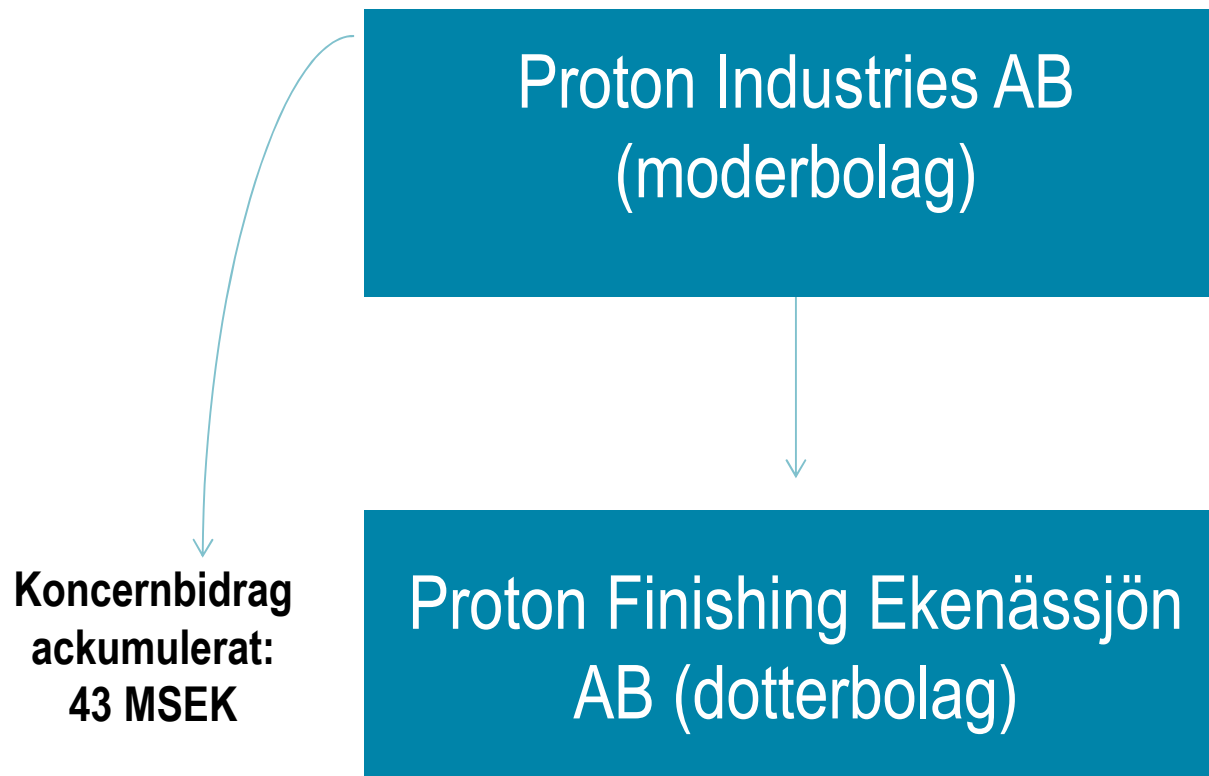 Proton Industries AB
(moderbolag)
Koncernbidrag
ackumulerat:
43 MSEK
Proton Finishing Ekenässjön
AB (dotterbolag)